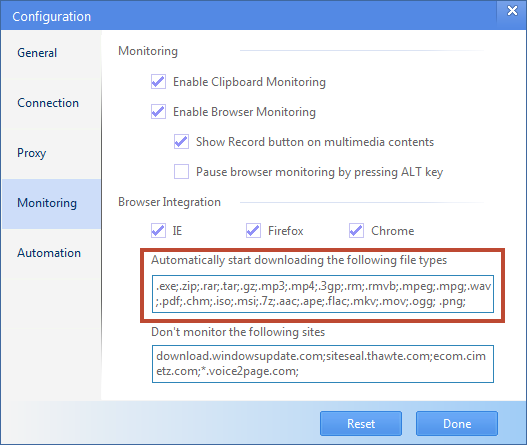 Configuration
General
Connection
Proxy
Monitoring
Automation
Monitoring
Enable Clipboard Monitoring
Enable Browser Monitoring
Show Record button on multimedia contents
Pause browser monitoring by pressing ALT key
Browser Integration
IE Firefox Chrome
Automatically start downloading the following file types
.exe;.zip;.rar;.tar;.gz;.mp3;.mp4;.3gp;.rm;.rmvb;.mpeg;.mpg;.wav
;.pdf;.chm;.iso;.msi;.7z;.aac;.ape;.flac;.mkv;.mov;.ogg; .png;
Don't monitor the following sites
download.windowsupdate.com;siteseal.thawte.com;ecom.cim
etz.com;*.voice2page.com;
Reset Done